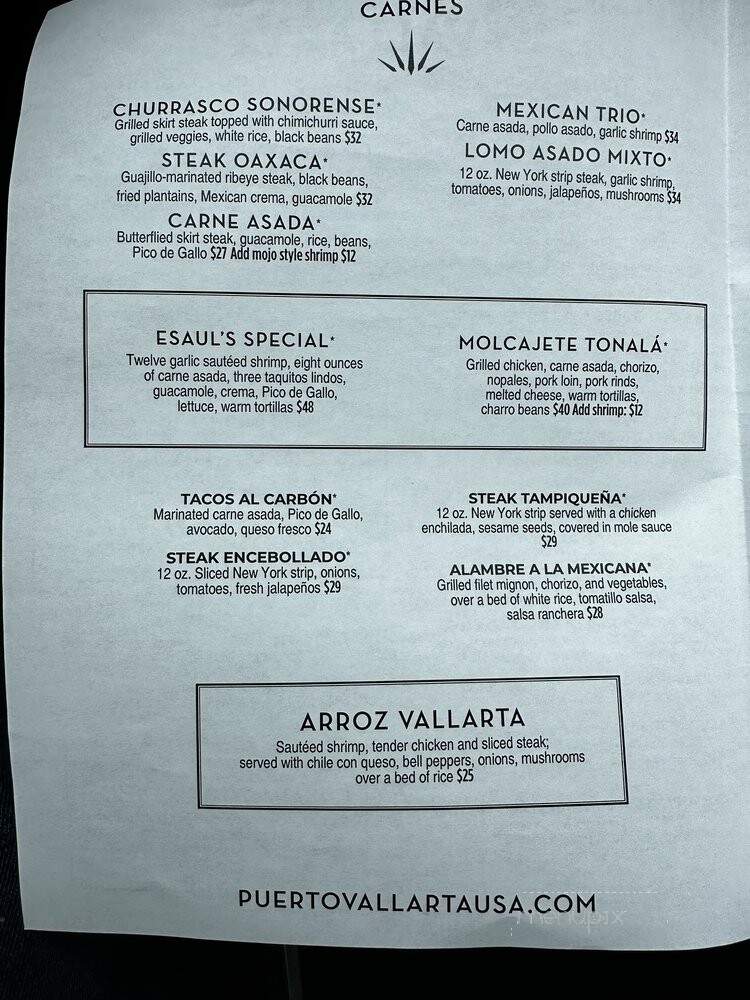 CARNES
CHURRASCO SONORENSE*
Grilled skirt steak topped with chimichurri sauce,
grilled veggies, white rice, black beans $32
STEAK OAXACA*
Guajillo-marinated ribeye steak, black beans,
fried plantains, Mexican crema, guacamole $32
CARNE ASADA*
Butterflied skirt steak, guacamole, rice, beans,
Pico de Gallo $27 Add mojo style shrimp $12
MEXICAN TRIO*
Carne asada, pollo asado, garlic shrimp $34
LOMO ASADO MIXTO*
12 oz. New York strip steak, garlic shrimp,
tomatoes, onions, jalapeños, mushrooms $34
ESAUL'S SPECIAL*
Twelve garlic sautéed shrimp, eight ounces
of carne asada, three taquitos lindos,
guacamole, crema, Pico de Gallo,
lettuce, warm tortillas $48
MOLCAJETE TONALÁ*
Grilled chicken, carne asada, chorizo,
nopales, pork loin, pork rinds,
melted cheese, warm tortillas,
charro beans $40 Add shrimp: $12
TACOS AL CARBÓN*
Marinated carne asada, Pico de Gallo,
avocado, queso fresco $24
STEAK ENCEBOLLADO*
12 oz. Sliced New York strip, onions,
tomatoes, fresh jalapeños $29
STEAK TAMPIQUEÑA*
12 oz. New York strip served with a chicken
enchilada, sesame seeds, covered in mole sauce
$29
ALAMBRE A LA MEXICANA*
Grilled filet mignon, chorizo, and vegetables,
over a bed of white rice, tomatillo salsa,
salsa ranchera $28
ARROZ VALLARTA
Sautéed shrimp, tender chicken and sliced steak;
served with chile con queso, bell peppers, onions, mushrooms
over a bed of rice $25
PUERTOVALLARTAUSA.COM